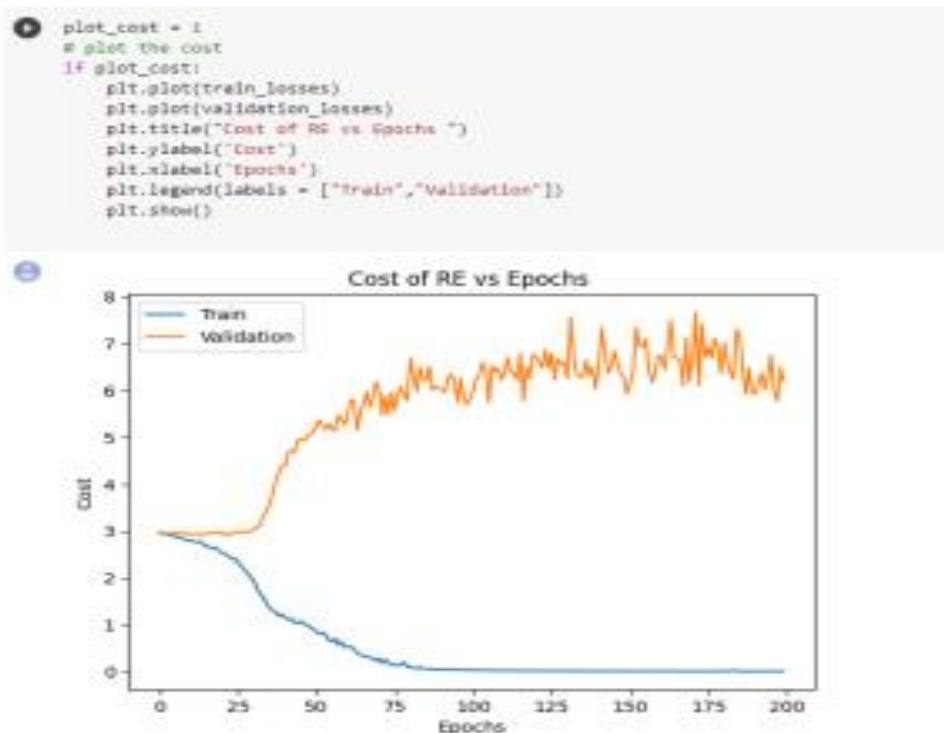 plot_cost = 1
# plot the cost
if plot_cost:
plt.plot(train_losses)
plt.plot(validation_losses)
plt.title("Cost of RE vs Epochs ")
plt.ylabel('Cost')
plt.xlabel('Epochs')
plt.legend(labels = ["Train","Validation"])
plt.show()
Cost of RE vs Epochs
Train
Validation
8
7
6
5
4
3
2
1
0
Cost
0 25 50 75 100 125 150 175 200
Epochs